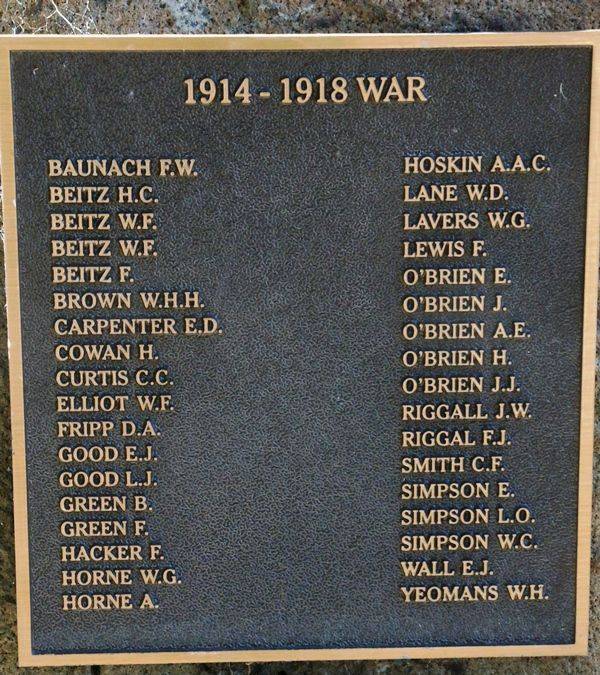 1914 - 1918 WAR
BAUNACH F.W.
BEITZ H.C.
BEITZ W.F.
BEITZ W.F.
BEITZ F.
BROWN W.H.H.
CARPENTER E.D.
COWAN H.
CURTIS C.C.
ELLIOT W.F.
FRIPP D.A.
GOOD E.J.
GOOD L.J.
GREEN B.
GREEN F.
HACKER F.
HORNE W.G.
HORNE A.
HOSKIN A.A.C.
LANE W.D.
LAVERS W.G.
LEWIS F.
O'BRIEN E.
O'BRIEN J.
O'BRIEN A.E.
O'BRIEN H.
O'BRIEN J.J.
RIGGALL J.W.
RIGGAL F.J.
SMITH C.F.
SIMPSON E.
SIMPSON L.O.
SIMPSON W.C.
WALL E.J.
YEOMANS W.H.